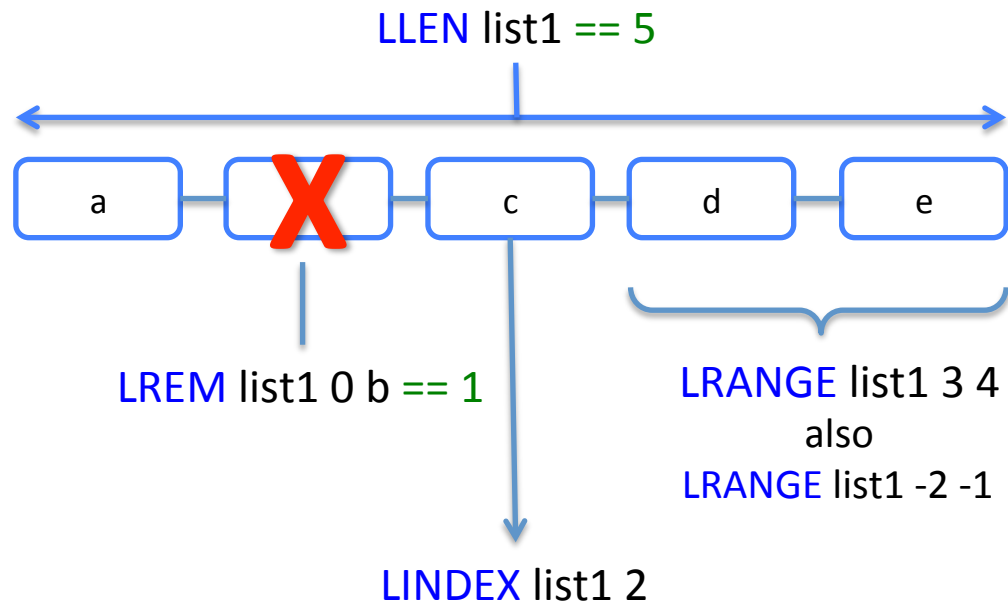 LLEN list1 == 5
a
X
c
d
e
LREM list1 0 b == 1
LRANGE list1 3 4
also
LRANGE list1 -2 -1
LINDEX list1 2